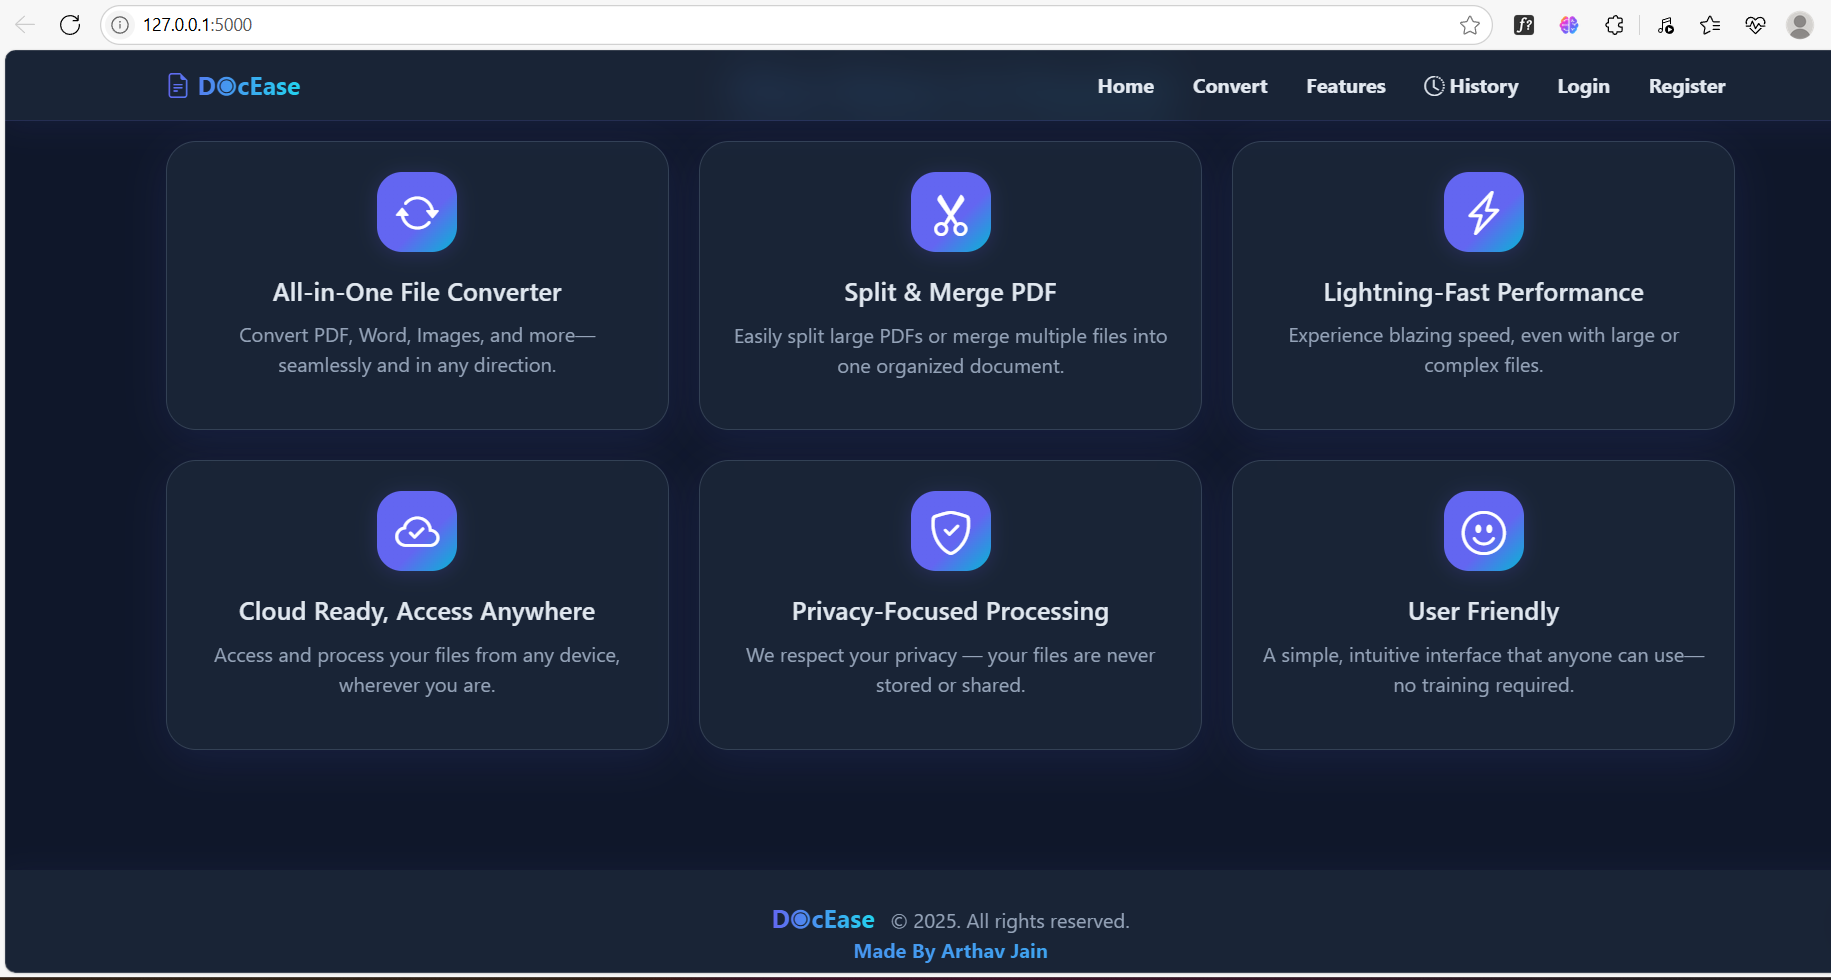 127.0.0.1:5000
DocEase
Home Convert Features History Login Register
All-in-One File Converter
Convert PDF, Word, Images, and more—
seamlessly and in any direction.
Split & Merge PDF
Easily split large PDFs or merge multiple files into
one organized document.
Lightning-Fast Performance
Experience blazing speed, even with large or
complex files.
Cloud Ready, Access Anywhere
Access and process your files from any device,
wherever you are.
Privacy-Focused Processing
We respect your privacy — your files are never
stored or shared.
User Friendly
A simple, intuitive interface that anyone can use—
no training required.
DocEase © 2025. All rights reserved.
Made By Arthav Jain